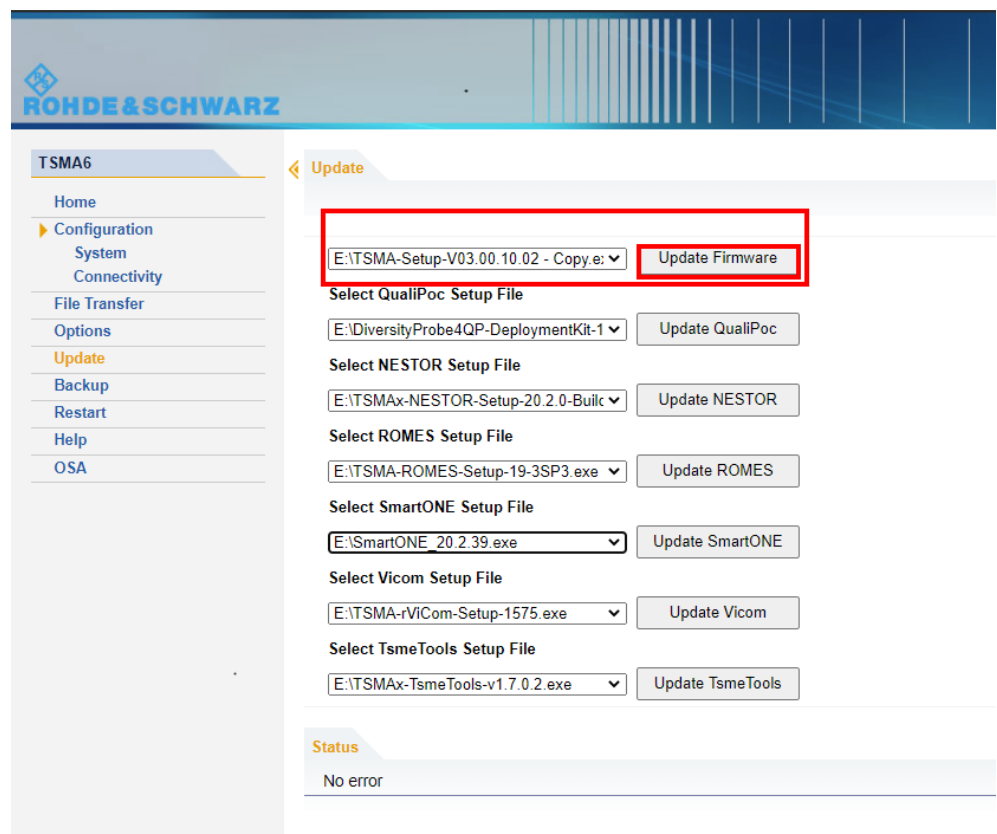 R&S
ROHDE&SCHWARZ
TSMA6
Home
Configuration
System
Connectivity
File Transfer
Options
Update
Backup
Restart
Help
OSA
Update
E:\TSMA-Setup-V03.00.10.02 - Copy.e
Update Firmware
Select QualiPoc Setup File
E:\DiversityProbe4QP-DeploymentKit-1
Update QualiPoc
Select NESTOR Setup File
E:\TSMAx-NESTOR-Setup-20.2.0-Builc
Update NESTOR
Select ROMES Setup File
E:\TSMA-ROMES-Setup-19-3SP3.exe
Update ROMES
Select SmartONE Setup File
E:\SmartONE_20.2.39.exe
Update SmartONE
Select Vicom Setup File
E:\TSMA-rViCom-Setup-1575.exe
Update Vicom
Select TsmeTools Setup File
E:\TSMAx-TsmeTools-v1.7.0.2.exe
Update TsmeTools
Status
No error